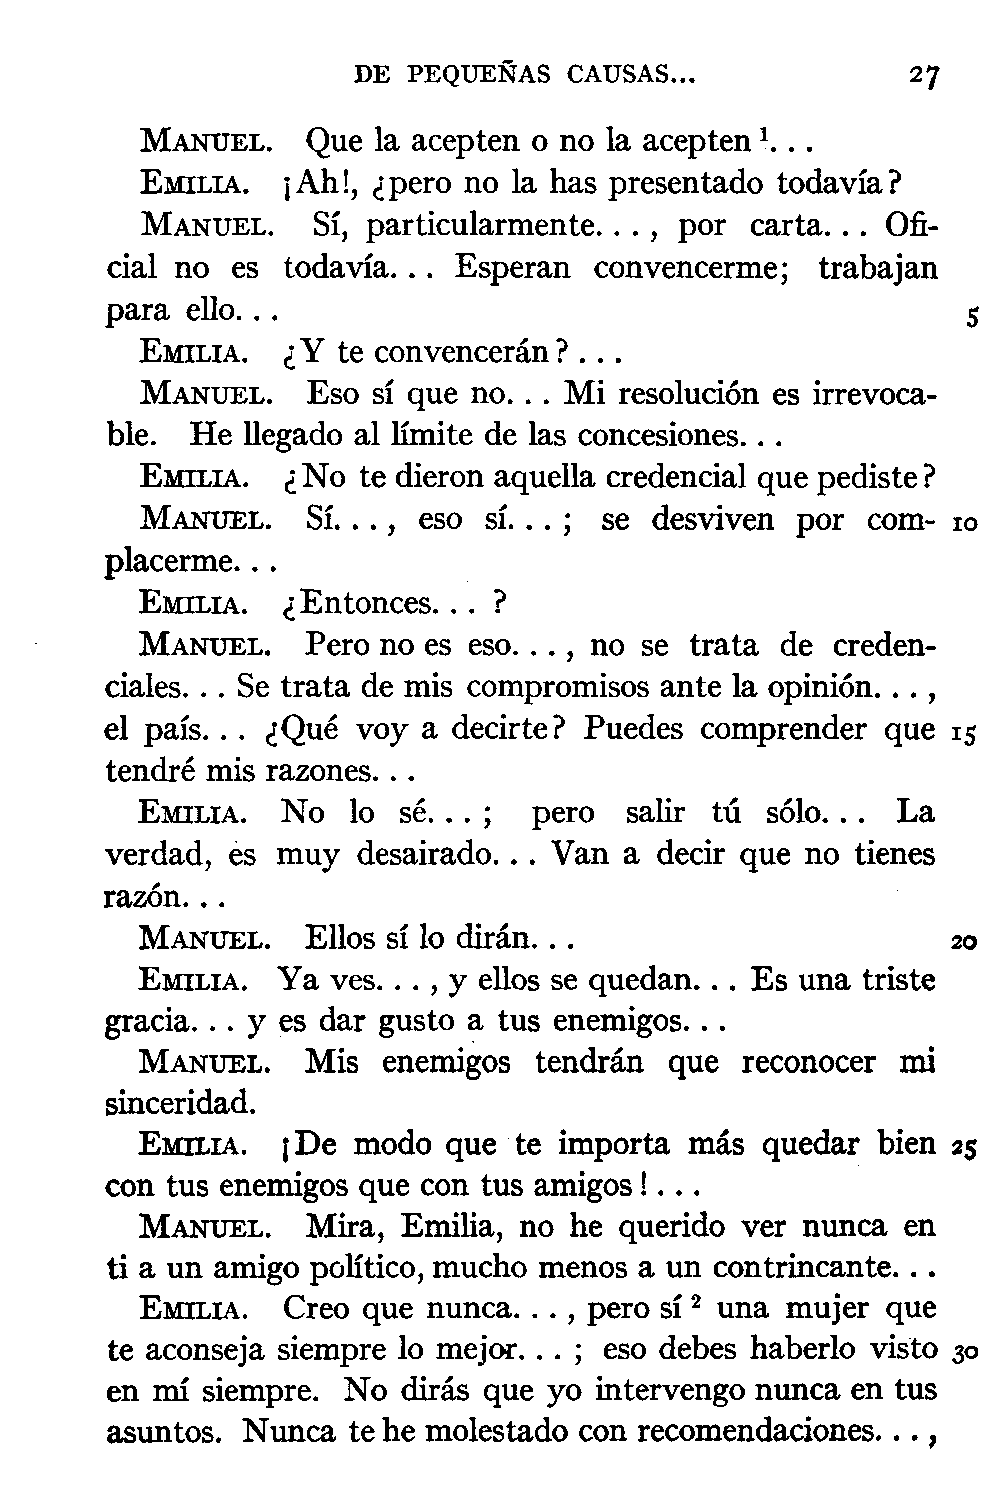 DE PEQUEÑAS CAUSAS... 27
MANUEL. Que la acepten o no la acepten ¹. . .
EMILIA. ¡Ah!, ¿pero no la has presentado todavía?
MANUEL. Sí, particularmente. . . , por carta. . . Ofi-
cial no es todavía. . . Esperan convencerme; trabajan
para ello. . . 5
EMILIA. ¿Y te convencerán? . . .
MANUEL. Eso sí que no. . . Mi resolución es irrevoca-
ble. He llegado al límite de las concesiones. . .
EMILIA. ¿No te dieron aquella credencial que pediste?
MANUEL. Sí. . . , eso sí. . . ; se desviven por com- 10
placerme. . .
EMILIA. ¿Entonces. . . ?
MANUEL. Pero no es eso. . . , no se trata de creden-
ciales. . . Se trata de mis compromisos ante la opinión. . . ,
el país. . . ¿Qué voy a decirte? Puedes comprender que 15
tendré mis razones. . .
EMILIA. No lo sé. . . ; pero salir tú sólo. . . La
verdad, es muy desairado. . . Van a decir que no tienes
razón. . .
MANUEL. Ellos sí lo dirán. . . 20
EMILIA. Ya ves. . . , y ellos se quedan. . . Es una triste
gracia. . . y es dar gusto a tus enemigos. . .
MANUEL. Mis enemigos tendrán que reconocer mi
sinceridad.
EMILIA. ¡De modo que te importa más quedar bien 25
con tus enemigos que con tus amigos! . . .
MANUEL. Mira, Emilia, no he querido ver nunca en
ti a un amigo político, mucho menos a un contrincante. . .
EMILIA. Creo que nunca. . . , pero sí ² una mujer que
te aconseja siempre lo mejor. . . ; eso debes haberlo visto 30
en mí siempre. No dirás que yo intervengo nunca en tus
asuntos. Nunca te he molestado con recomendaciones. . . ,